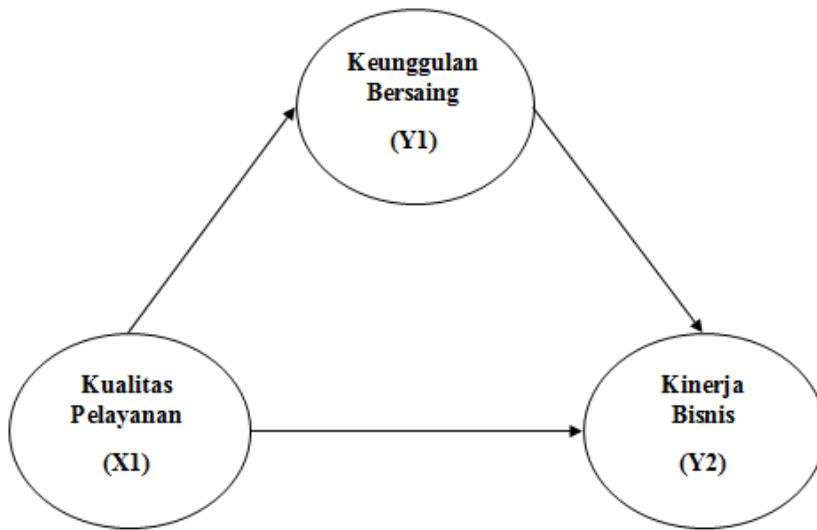 Keunggulan
Bersaing
(Y1)
Kualitas
Pelayanan
(X1)
Kinerja
Bisnis
(Y2)